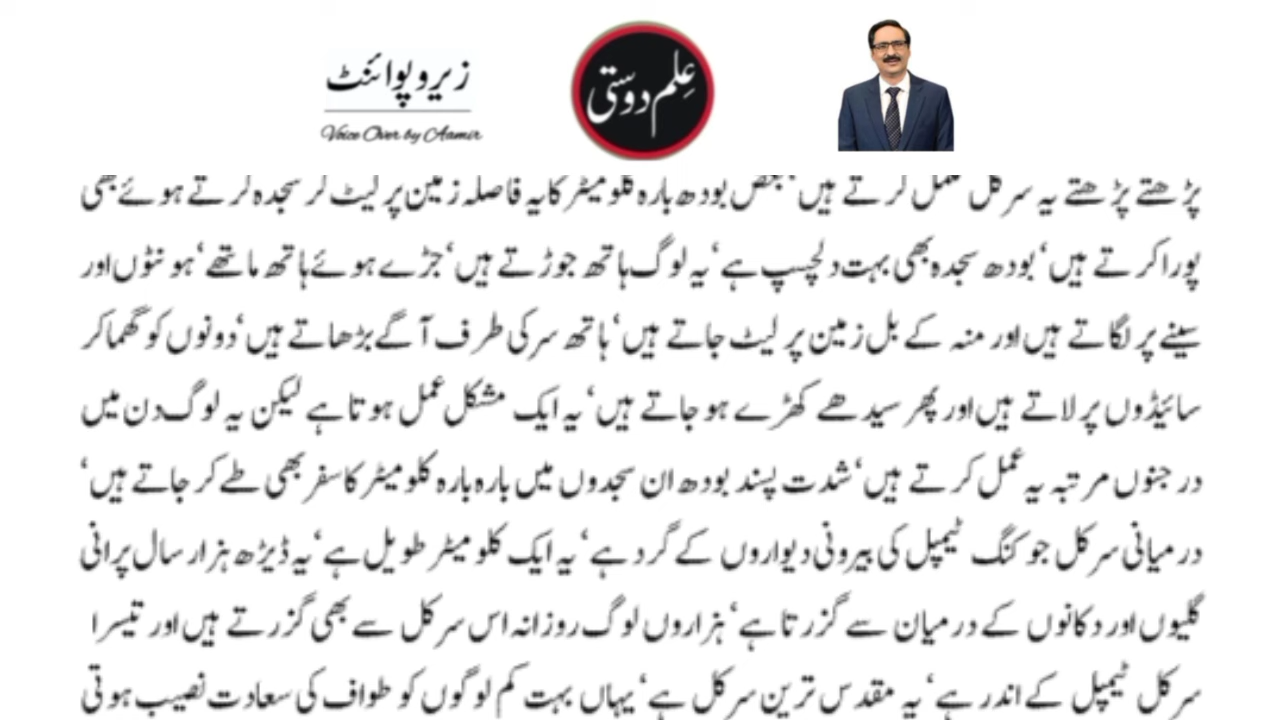 زیرو پوائنٹ
Voice Over by Aamir
عِلم دوستی
پڑھتے پڑھتے یہ سرکل مکمل کرتے ہیں‘ بعض بودھ بارہ کلومیٹر کا یہ فاصلہ زمین پر لیٹ کر سجدہ کرتے ہوئے بھی
پورا کرتے ہیں‘ بودھ سجدہ بھی بہت دلچسپ ہے‘ یہ لوگ ہاتھ جوڑتے ہیں‘ جڑے ہوئے ہاتھ ماتھے‘ ہونٹوں اور
سینے پر لگاتے ہیں اور منہ کے بل زمین پر لیٹ جاتے ہیں‘ ہاتھ سر کی طرف آگے بڑھاتے ہیں‘ دونوں کو گھما کر
سائیڈوں پر لاتے ہیں اور پھر سیدھے کھڑے ہو جاتے ہیں‘ یہ ایک مشکل عمل ہوتا ہے لیکن یہ لوگ دن میں
درجنوں مرتبہ یہ عمل کرتے ہیں‘ شدت پسند بودھ ان سجدوں میں بارہ بارہ کلومیٹر کا سفر بھی طے کر جاتے ہیں‘
درمیانی سرکل جو کنگ ٹیمپل کی بیرونی دیواروں کے گرد ہے‘ یہ ایک کلومیٹر طویل ہے‘ یہ ڈیڑھ ہزار سال پرانی
گلیوں اور دکانوں کے درمیان سے گزرتا ہے‘ ہزاروں لوگ روزانہ اس سرکل سے بھی گزرتے ہیں اور تیسرا
سرکل ٹیمپل کے اندر ہے‘ یہ مقدس ترین سرکل ہے‘ یہاں بہت کم لوگوں کو طواف کی سعادت نصیب ہوتی